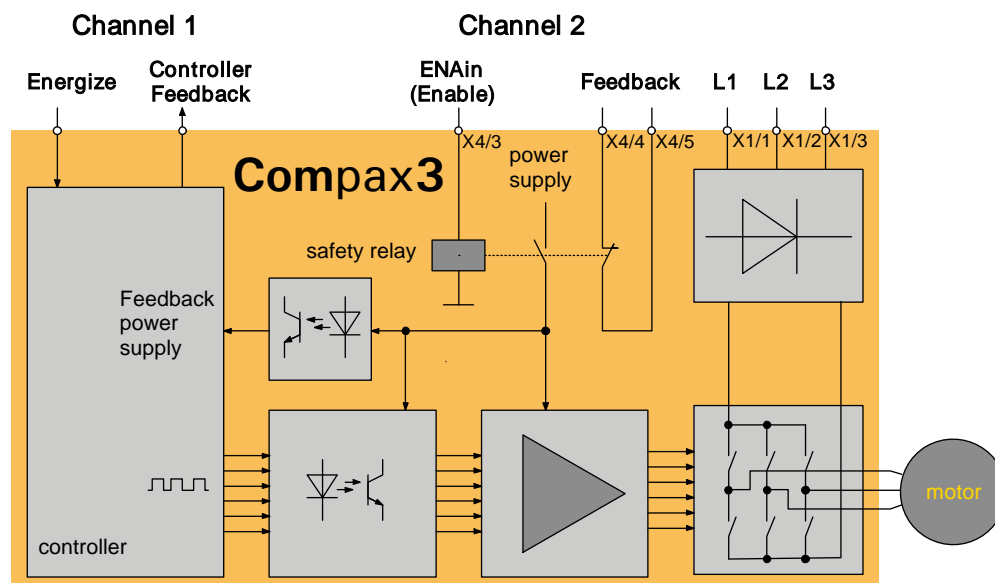 Channel 1
Channel 2
Energize
Controller
Feedback
ENAin
(Enable)
Feedback
L1
L2
L3
X4/3
X4/4
X4/5
X1/1
X1/2
X1/3
Compax3
power
supply
safety relay
Feedback
power
supply
controller
motor